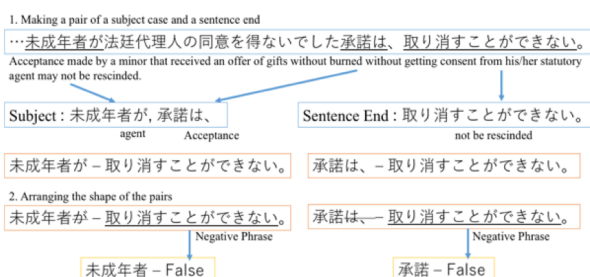 1. Making a pair of a subject case and a sentence end
…未成年者が法廷代理人の同意を得ないでした承諾は、取り消すことができない。
Acceptance made by a minor that received an offer of gifts without burned without getting consent from his/her statutory
agent may not be rescinded.
Subject : 未成年者が, 承諾は、
agent
Acceptance
Sentence End : 取り消すことができない。
not be rescinded
未成年者が – 取り消すことができない。
承諾は、– 取り消すことができない。
2. Arranging the shape of the pairs
未成年者が – 取り消すことができない。
承諾は、– 取り消すことができない。
Negative Phrase
Negative Phrase
未成年者 – False
承諾 – False